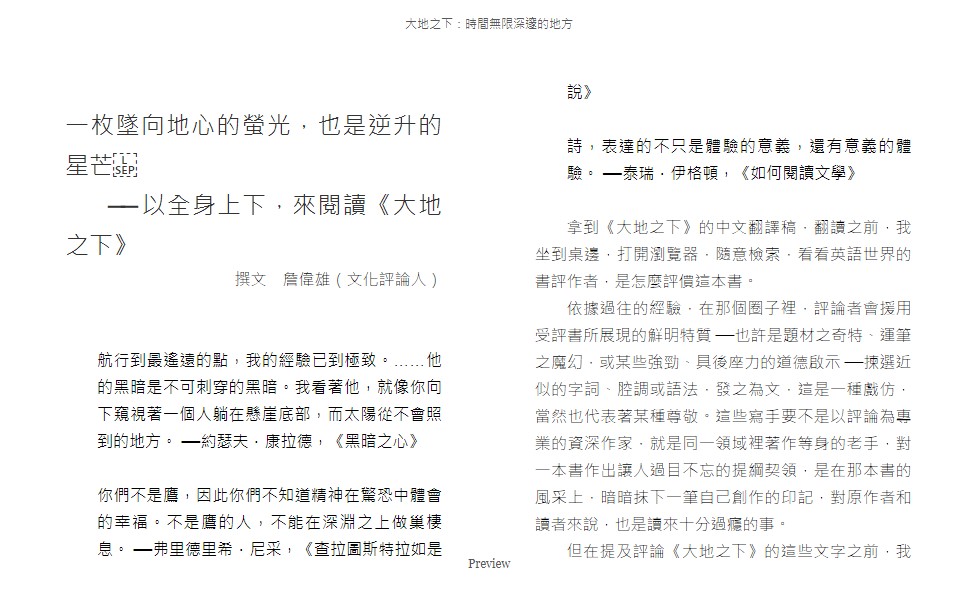 大地之下：時間無限深邃的地方
一枚墜向地心的螢光，也是逆升的
星芒
LSEP
——以全身上下，來閱讀《大地
之下》
撰文　詹偉雄（文化評論人）
航行到最遙遠的點，我的經驗已到極致。……他
的黑暗是不可刺穿的黑暗。我看著他，就像你向
下窺視著一個人躺在懸崖底部，而太陽從不會照
到的地方。 ──約瑟夫．康拉德，《黑暗之心》
你們不是鷹，因此你們不知道精神在驚恐中體會
的幸福。不是鷹的人，不能在深淵之上做巢棲
息。 ──弗里德里希．尼采，《查拉圖斯特拉如是
說》
詩，表達的不只是體驗的意義，還有意義的體
驗。 ──泰瑞．伊格頓，《如何閱讀文學》
拿到《大地之下》的中文翻譯稿，翻讀之前，我
坐到桌邊，打開瀏覽器，隨意檢索，看看英語世界的
書評作者，是怎麼評價這本書。
依據過往的經驗，在那個圈子裡，評論者會援用
受評書所展現的鮮明特質 ──也許是題材之奇特、運筆
之魔幻，或某些強勁、具後座力的道德啟示 ──揀選近
似的字詞、腔調或語法，發之為文，這是一種戲仿，
當然也代表著某種尊敬。這些寫手要不是以評論為專
業的資深作家，就是同一領域裡著作等身的老手，對
一本書作出讓人過目不忘的提綱契領，是在那本書的
風采上，暗暗抹下一筆自己創作的印記，對原作者和
讀者來說，也是讀來十分過癮的事。
但在提及評論《大地之下》的這些文字之前，我
Preview